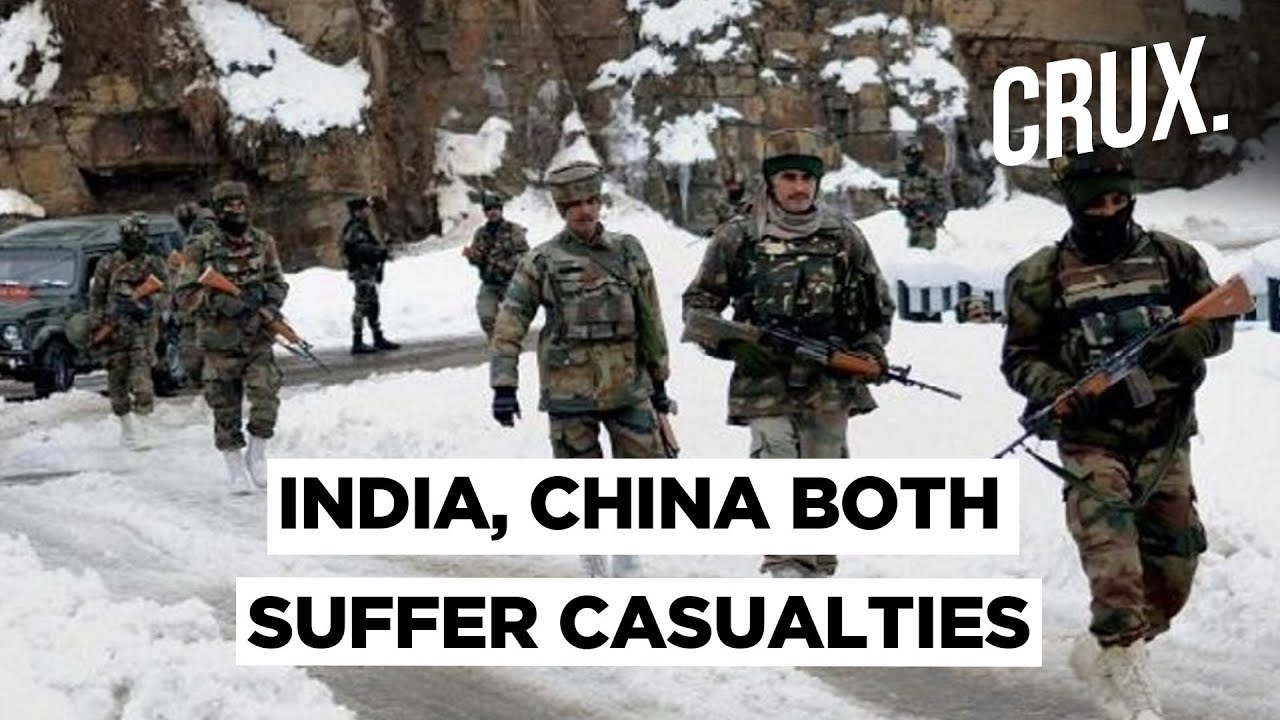 CRUX.
INDIA, CHINA BOTH
SUFFER CASUALTIES